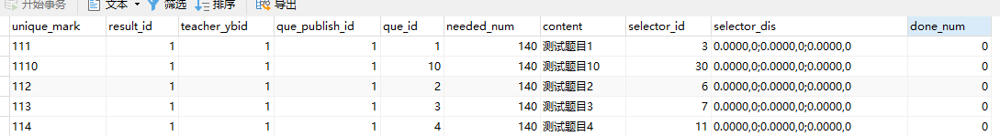 开始事务 文本 筛选 排序 导出
unique_mark result_id teacher_ybid que_publish_id que_id needed_num content selector_id selector_dis done_num
111 1 1 1 1 140 测试题目1 3 0.0000,0;0.0000,0;0.0000,0 0
1110 1 1 1 10 140 测试题目10 30 0.0000,0;0.0000,0;0.0000,0 0
112 1 1 1 2 140 测试题目2 6 0.0000,0;0.0000,0;0.0000,0 0
113 1 1 1 3 140 测试题目3 7 0.0000,0;0.0000,0;0.0000,0 0
114 1 1 1 4 140 测试题目4 11 0.0000,0;0.0000,0;0.0000,0 0